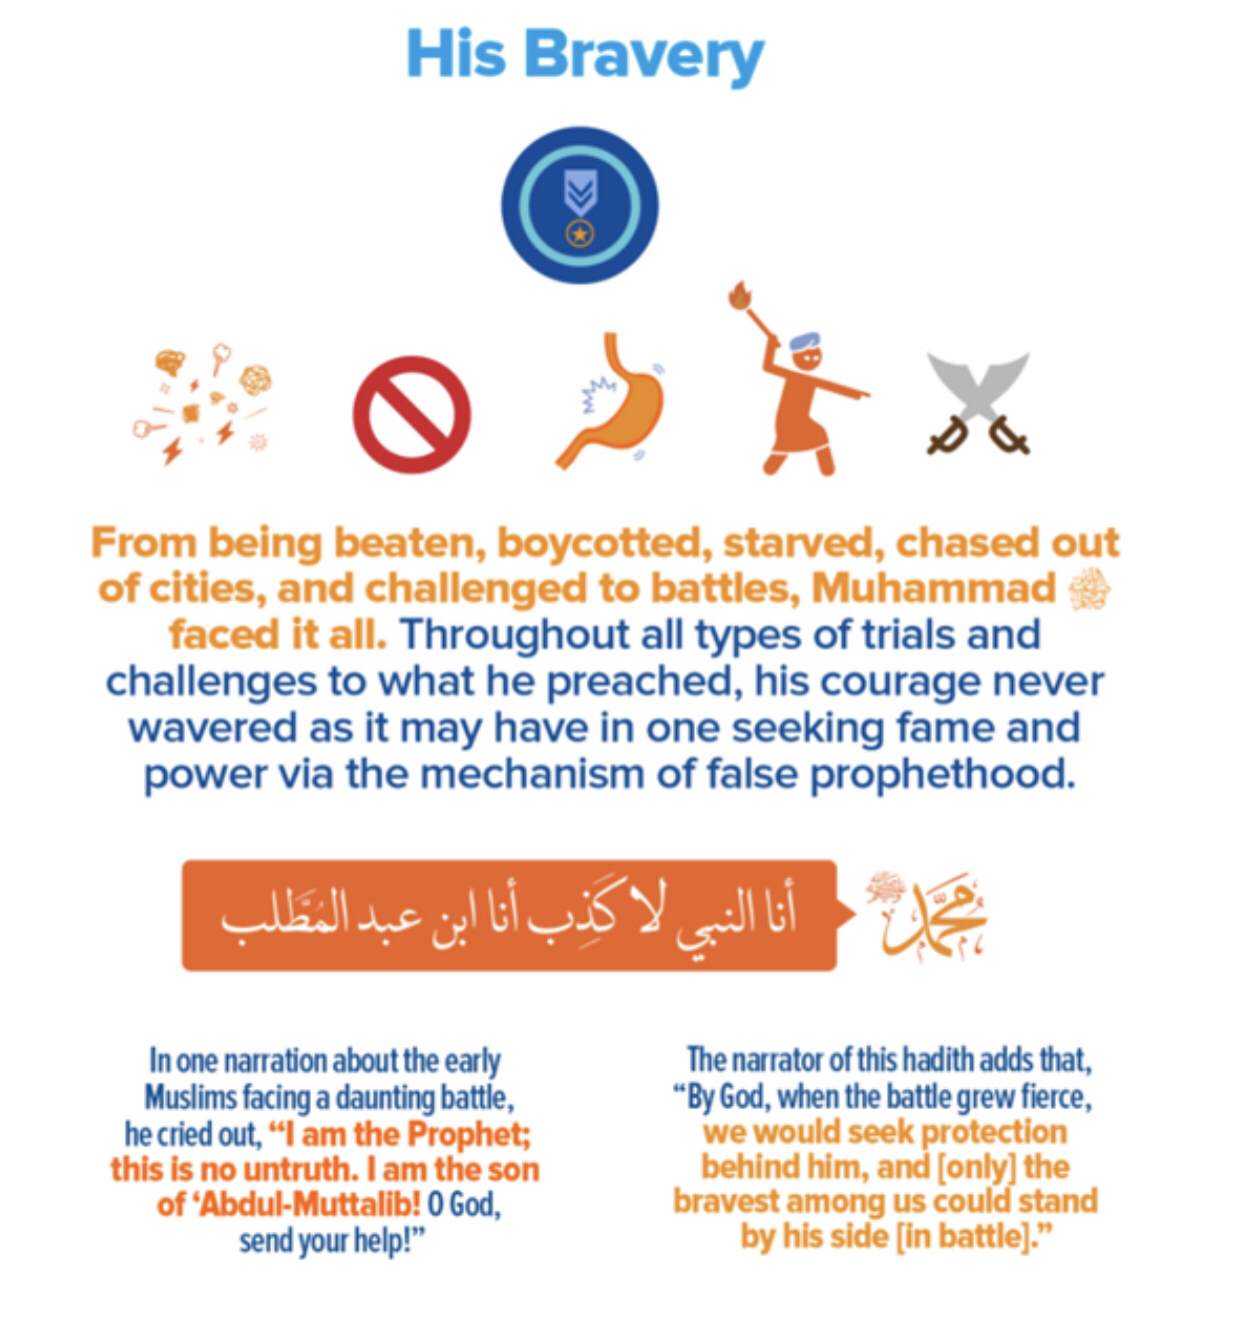 His Bravery
From being beaten, boycotted, starved, chased out
of cities, and challenged to battles, Muhammad ﷺ
faced it all. Throughout all types of trials and
challenges to what he preached, his courage never
wavered as it may have in one seeking fame and
power via the mechanism of false prophethood.
أنا النبي لا كَذِب أنا ابن عبد المُطَّلب
مُحَمَّد ﷺ
In one narration about the early
Muslims facing a daunting battle,
he cried out, “I am the Prophet;
this is no untruth. I am the son
of ‘Abdul-Muttalib! O God,
send your help!”
The narrator of this hadith adds that,
“By God, when the battle grew fierce,
we would seek protection
behind him, and [only] the
bravest among us could stand
by his side [in battle].”